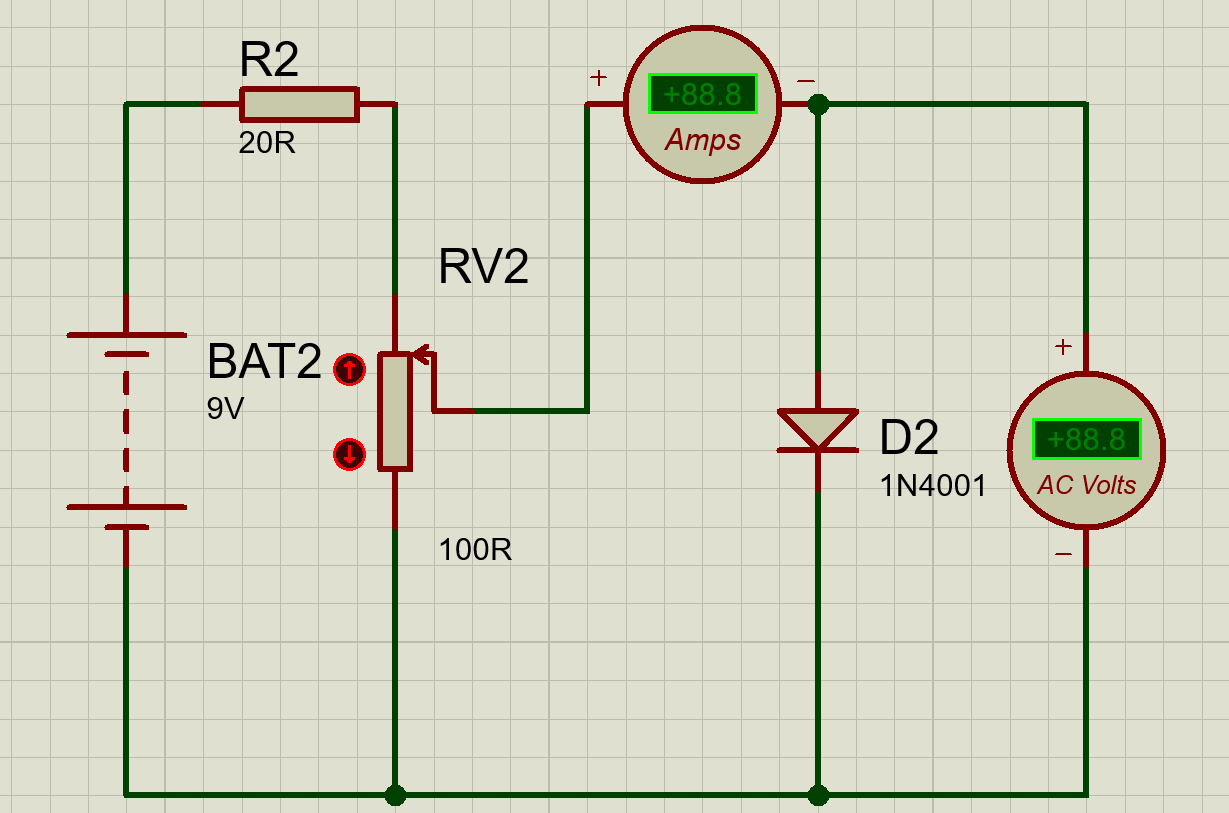 R2
20R
+
+88.8
Amps
−
RV2
BAT2
9V
100R
D2
1N4001
+
+88.8
AC Volts
−